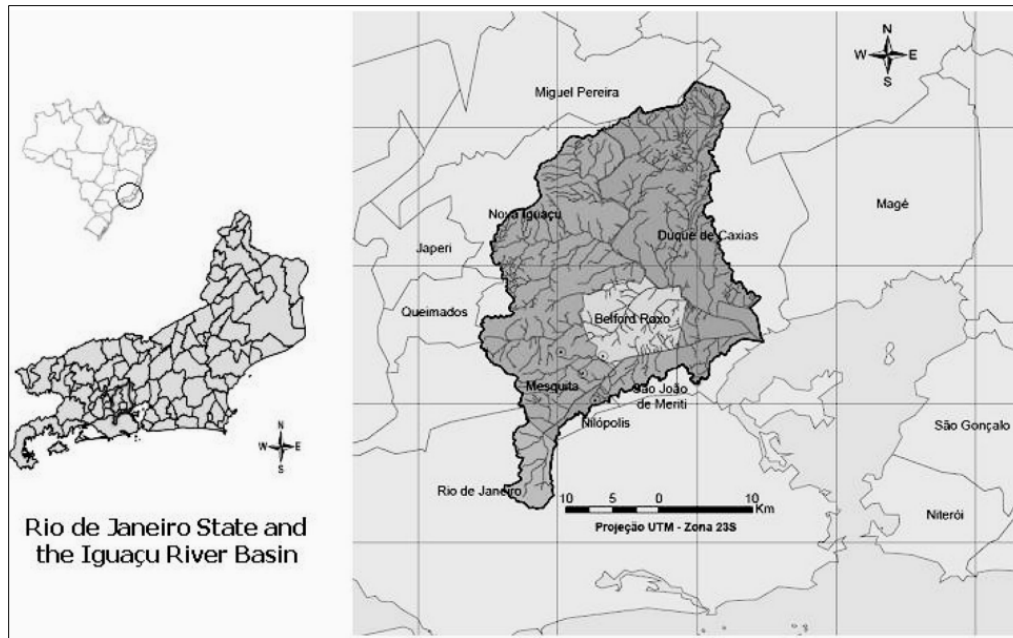 N
W E
S
Rio de Janeiro State and
the Iguaçu River Basin
N
W E
S
Miguel Pereira
Magé
Nova Iguaçu
Duque de Caxias
Japeri
Queimados
Belford Roxo
Mesquita
São João
de Meriti
Nilópolis
São Gonçalo
Rio de Janeiro
10 5 0 10
Km
Projeção UTM - Zona 23S
Niterói